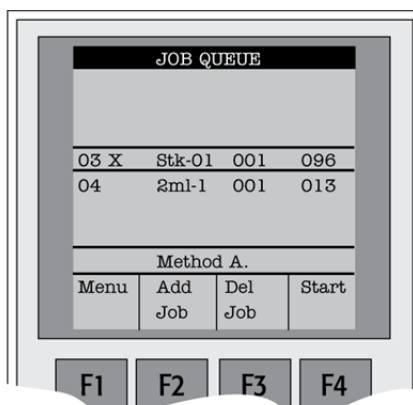 JOB QUEUE
03 X Stk-01 001 096
04 2ml-1 001 013
Method A.
Menu Add Del Start
Job Job
F1 F2 F3 F4